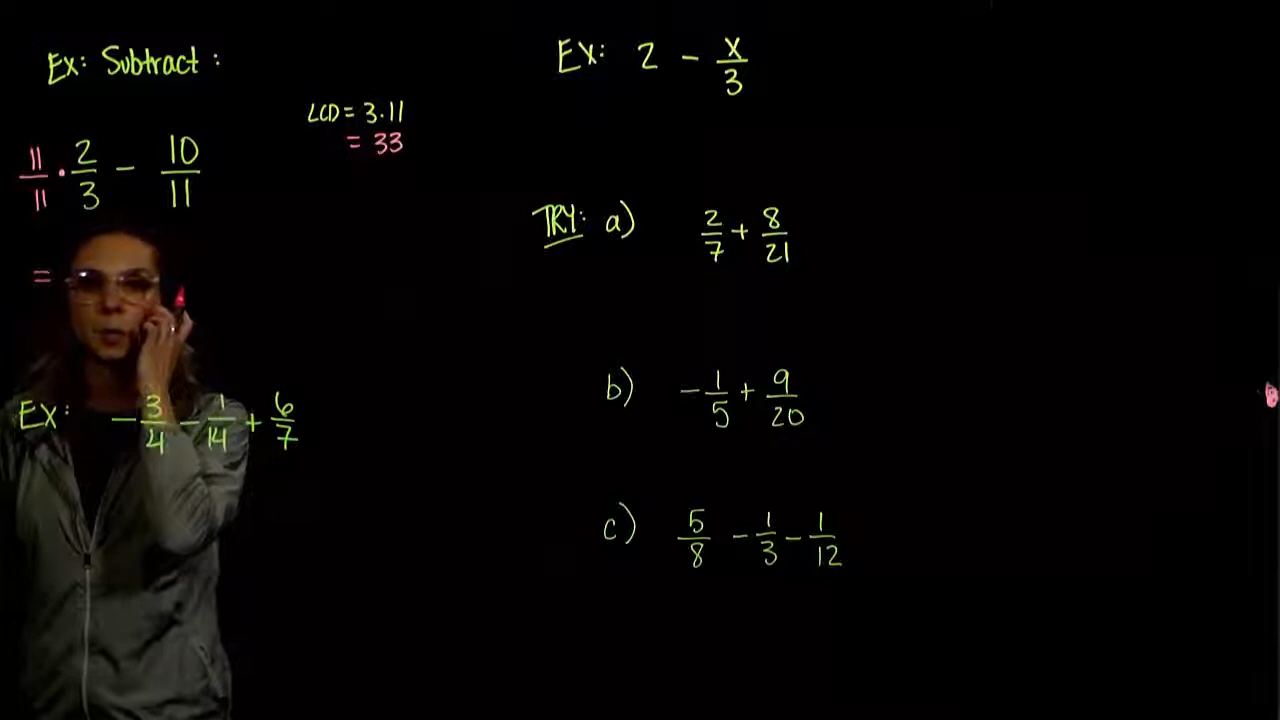 Ex: Subtract:
LCD = 3·11
= 33
11/11 · 2/3 - 10/11
=
Ex: -3/4 - 1/14 + 6/7
Ex: 2 - x/3
TRY: a) 2/7 + 8/21
b) -1/5 + 9/20
c) 5/8 - 1/3 - 1/12